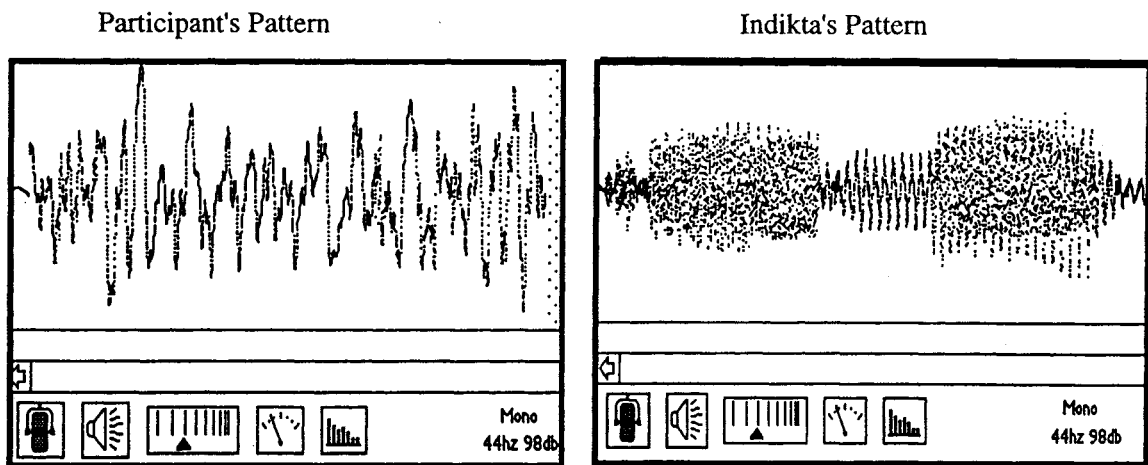 Participant's Pattern
Indikta's Pattern
Mono
44hz 98db
Mono
44hz 98db